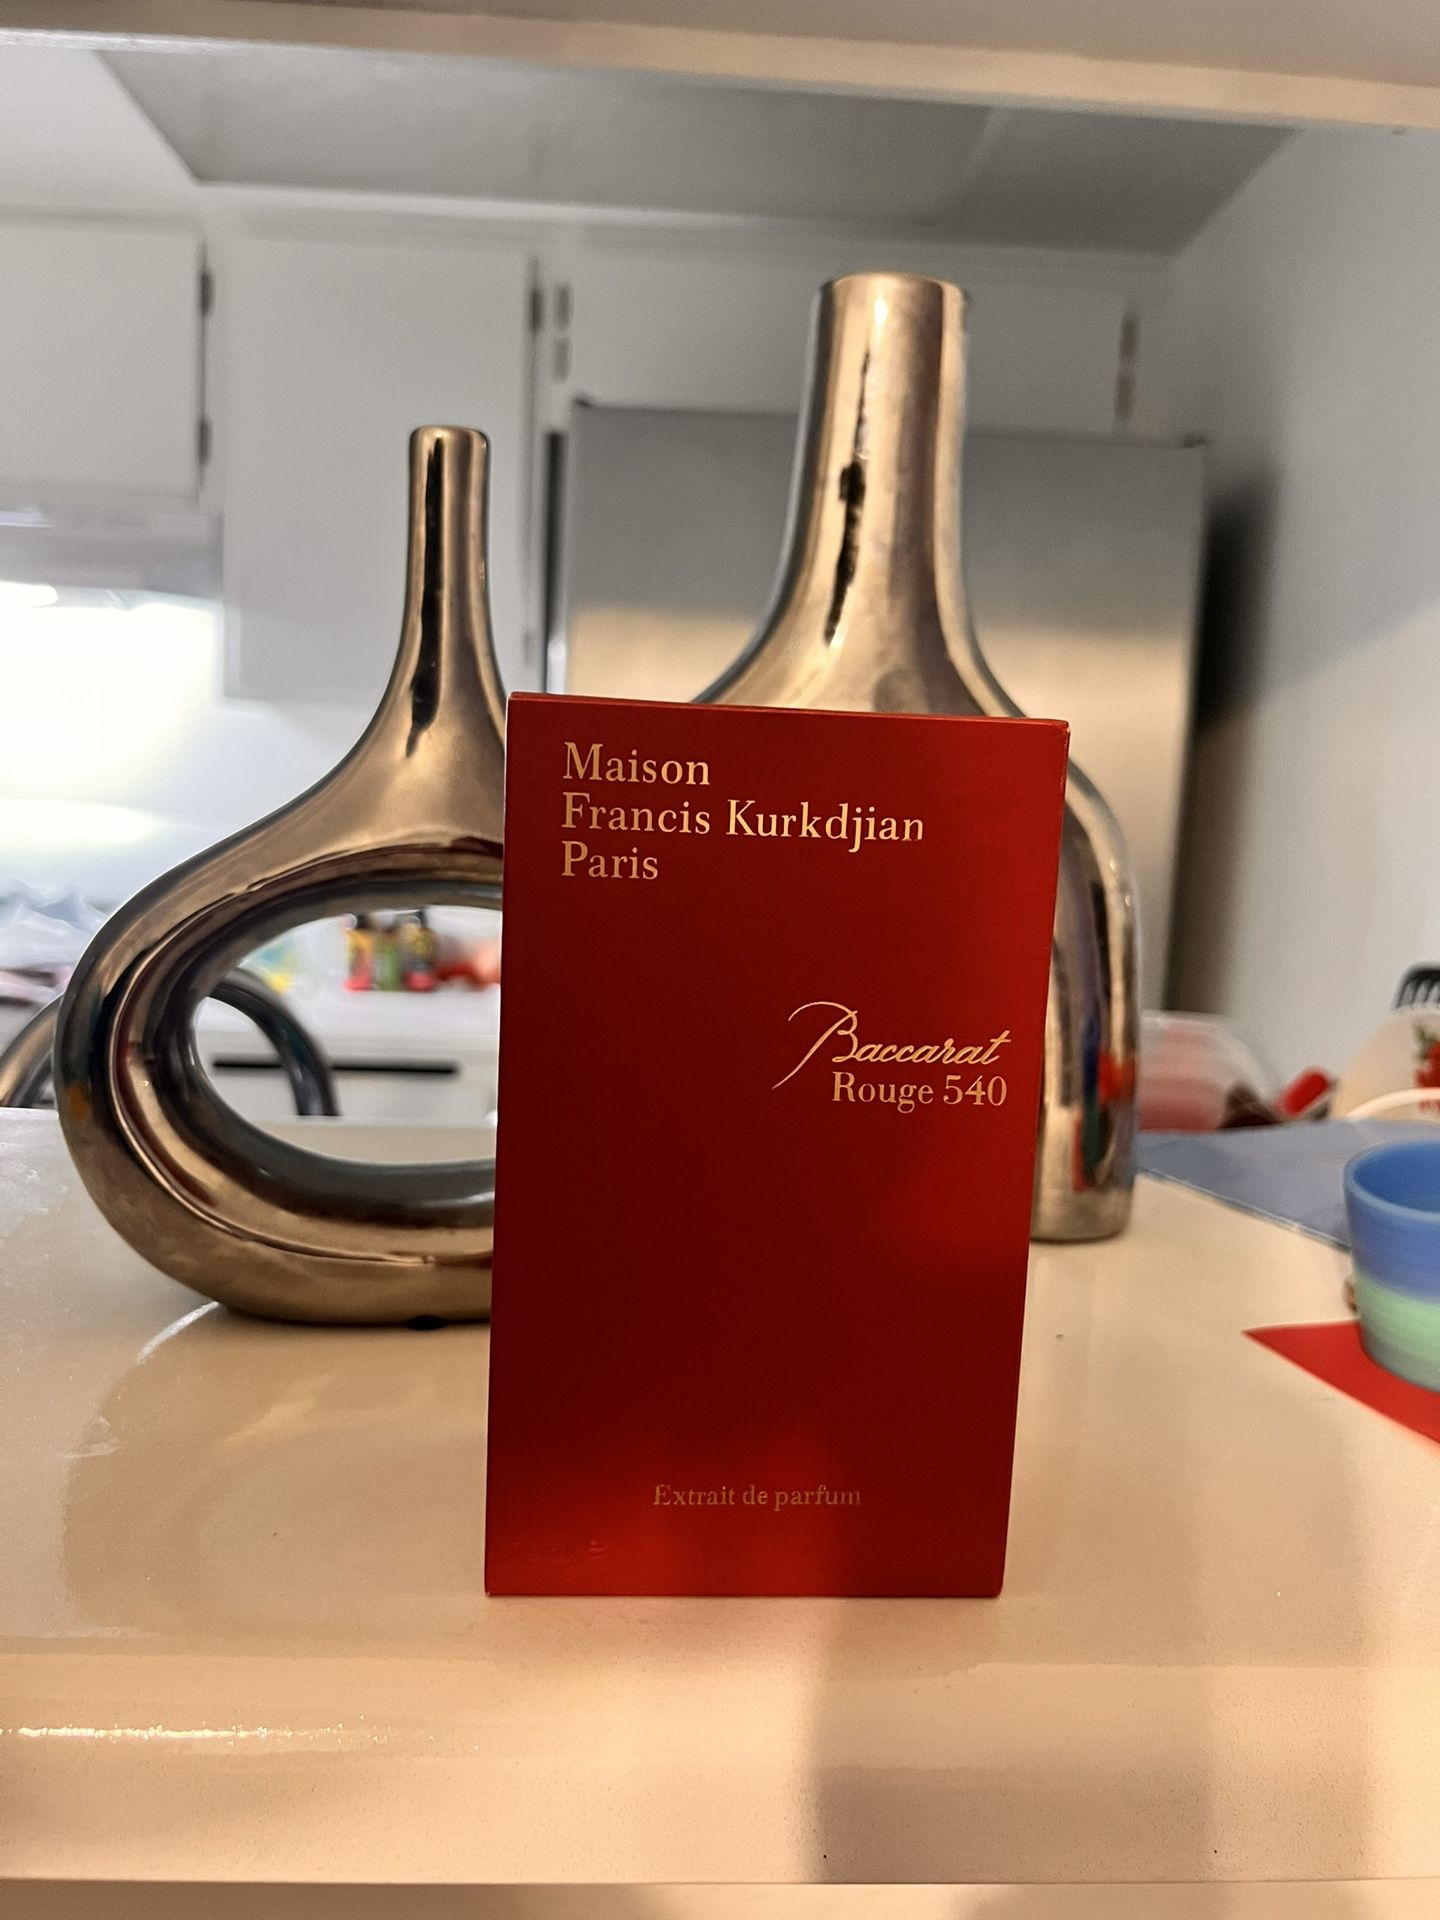 Maison
Francis Kurkdjian
Paris
Baccarat
Rouge 540
Extrait de parfum